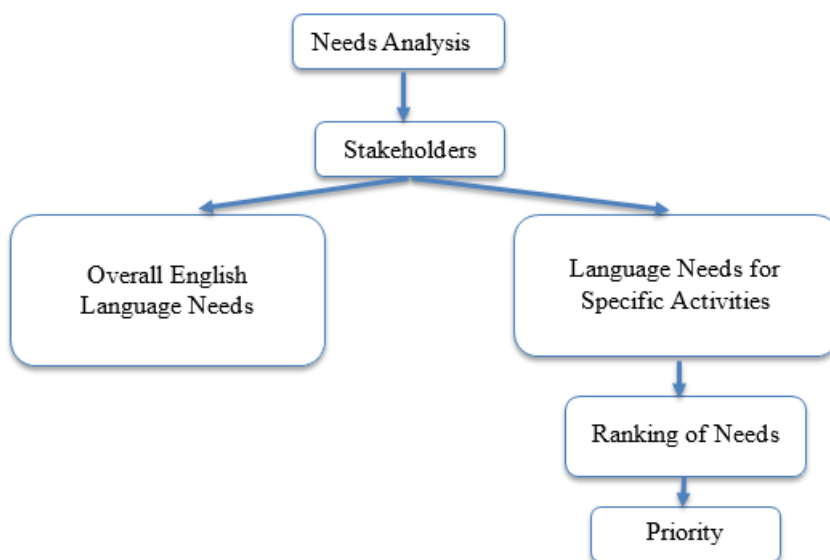 Needs Analysis
Stakeholders
Overall English
Language Needs
Language Needs for
Specific Activities
Ranking of Needs
Priority